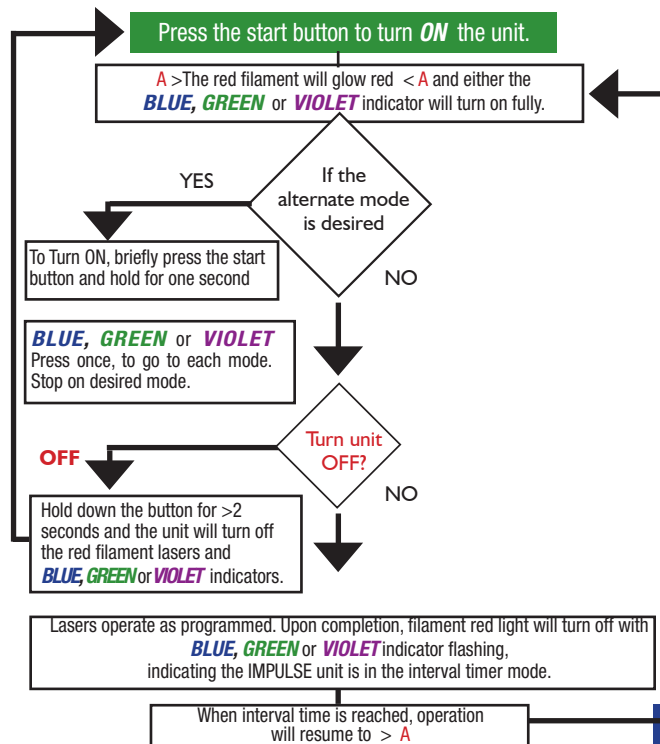 Press the start button to turn ON the unit.
A >The red filament will glow red < A and either the
BLUE, GREEN or VIOLET indicator will turn on fully.
If the
alternate mode
is desired
YES
NO
To Turn ON, briefly press the start
button and hold for one second
BLUE, GREEN or VIOLET
Press once, to go to each mode.
Stop on desired mode.
Turn unit
OFF?
OFF
NO
Hold down the button for >2
seconds and the unit will turn off
the red filament lasers and
BLUE, GREEN or VIOLET indicators.
Lasers operate as programmed. Upon completion, filament red light will turn off with
BLUE, GREEN or VIOLET indicator flashing,
indicating the IMPULSE unit is in the interval timer mode.
When interval time is reached, operation
will resume to > A